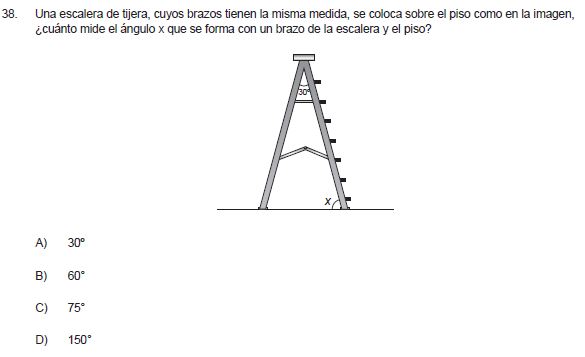 38. Una escalera de tijera, cuyos brazos tienen la misma medida, se coloca sobre el piso como en la imagen,
¿cuánto mide el ángulo x que se forma con un brazo de la escalera y el piso?
30º
x
A) 30º
B) 60°
C) 75°
D) 150°